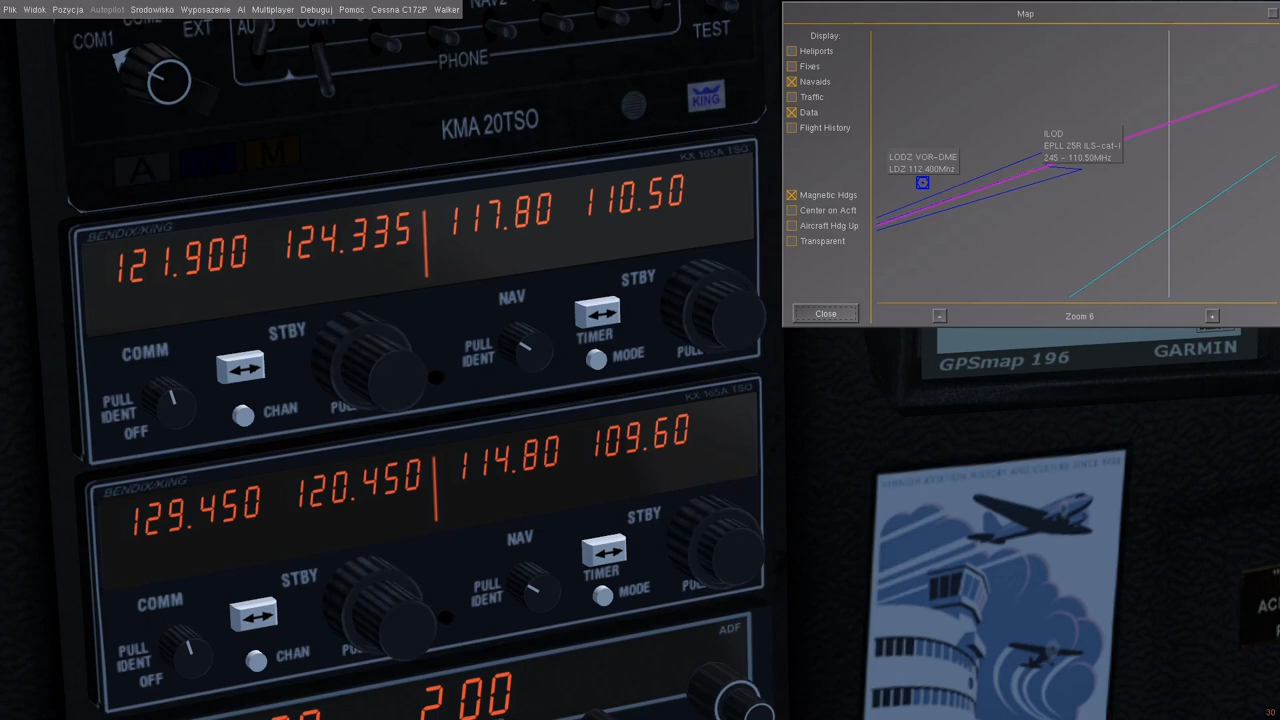 Plik Widok Pozycja Autopilot Środowisko Wyposażenie AI Multiplayer Debuguj Pomoc Cessna C172P Walker
COM1
EXT
PHONE
TEST
KING
KMA 20TSO
A
M
BENDIX/KING
KX 165A TSO
121.900 124.335 117.80 110.50
STBY
NAV
STBY
COMM
PULL IDENT
TIMER
MODE
PULL
IDENT
OFF
CHAN
BENDIX/KING
KX 165A TSO
129.450 120.450 114.80 109.60
STBY
NAV
STBY
COMM
PULL IDENT
TIMER
MODE
PULL
IDENT
OFF
CHAN
ADF
2.00
Map
Display:
Heliports
Fixes
Navaids
Traffic
Data
Flight History
Magnetic Hdgs
Center on Acft
Aircraft Hdg Up
Transparent
Close
LODZ VOR-DME
LDZ 112.400Mhz
ILOD
EPLL 25R ILS-cat-I
245 – 110.50MHz
- Zoom 6 +
GPSmap 196
GARMIN
30